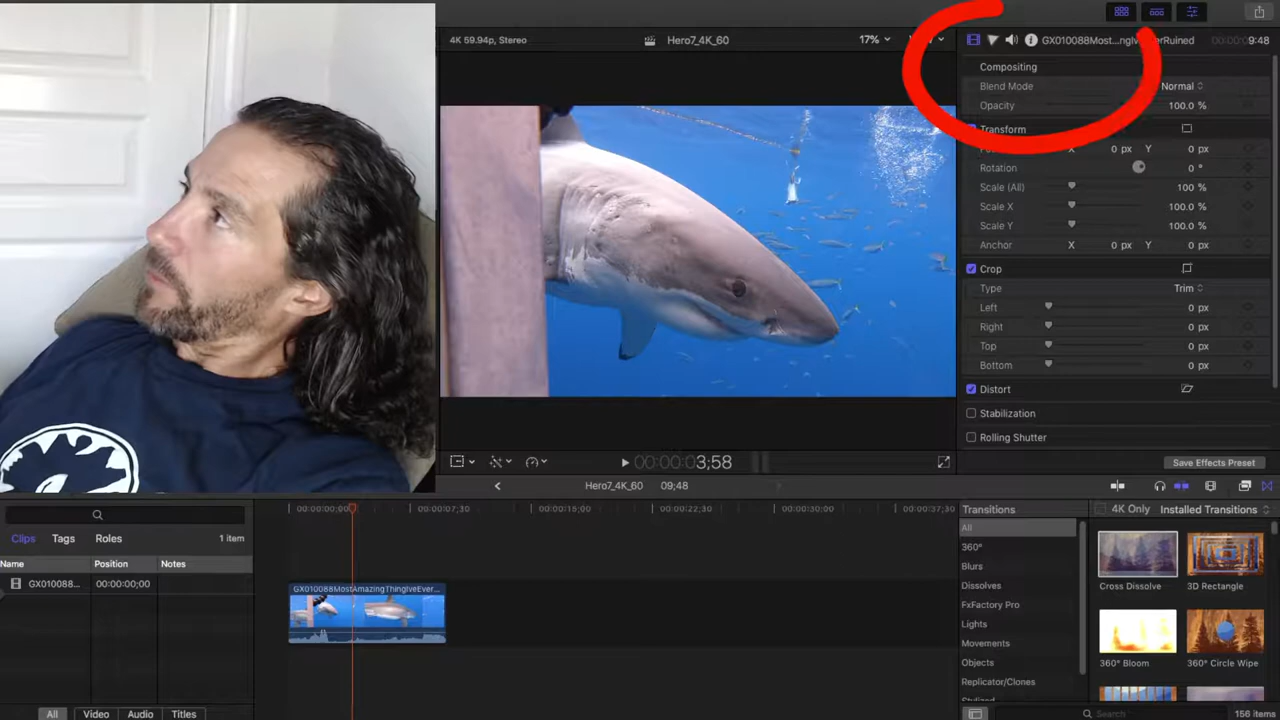 4K 59.94p, Stereo
Hero7_4K_60
17%
9:48
Compositing
Blend Mode Normal
Opacity 100.0 %
Transform
X 0 px Y 0 px
Rotation 0 °
Scale (All) 100 %
Scale X 100.0 %
Scale Y 100.0 %
Anchor X 0 px Y 0 px
Crop
Type Trim
Left 0 px
Right 0 px
Top 0 px
Bottom 0 px
Distort
Stabilization
Rolling Shutter
00:00:03;58
Save Effects Preset
Hero7_4K_60 09:48
Clips Tags Roles 1 item
Name Position Notes
GX010088... 00:00:00;00
All Video Audio Titles
00:00:00;00 00:00:07;30 00:00:15;00 00:00:22;30 00:00:30;00 00:00:37;30
GX010088MostAmazingThingIveEver...
Transitions
4K Only Installed Transitions
All
360°
Blurs
Dissolves
FxFactory Pro
Lights
Movements
Objects
Replicator/Clones
Stylized
Cross Dissolve 3D Rectangle
360° Bloom 360° Circle Wipe
Search 156 items